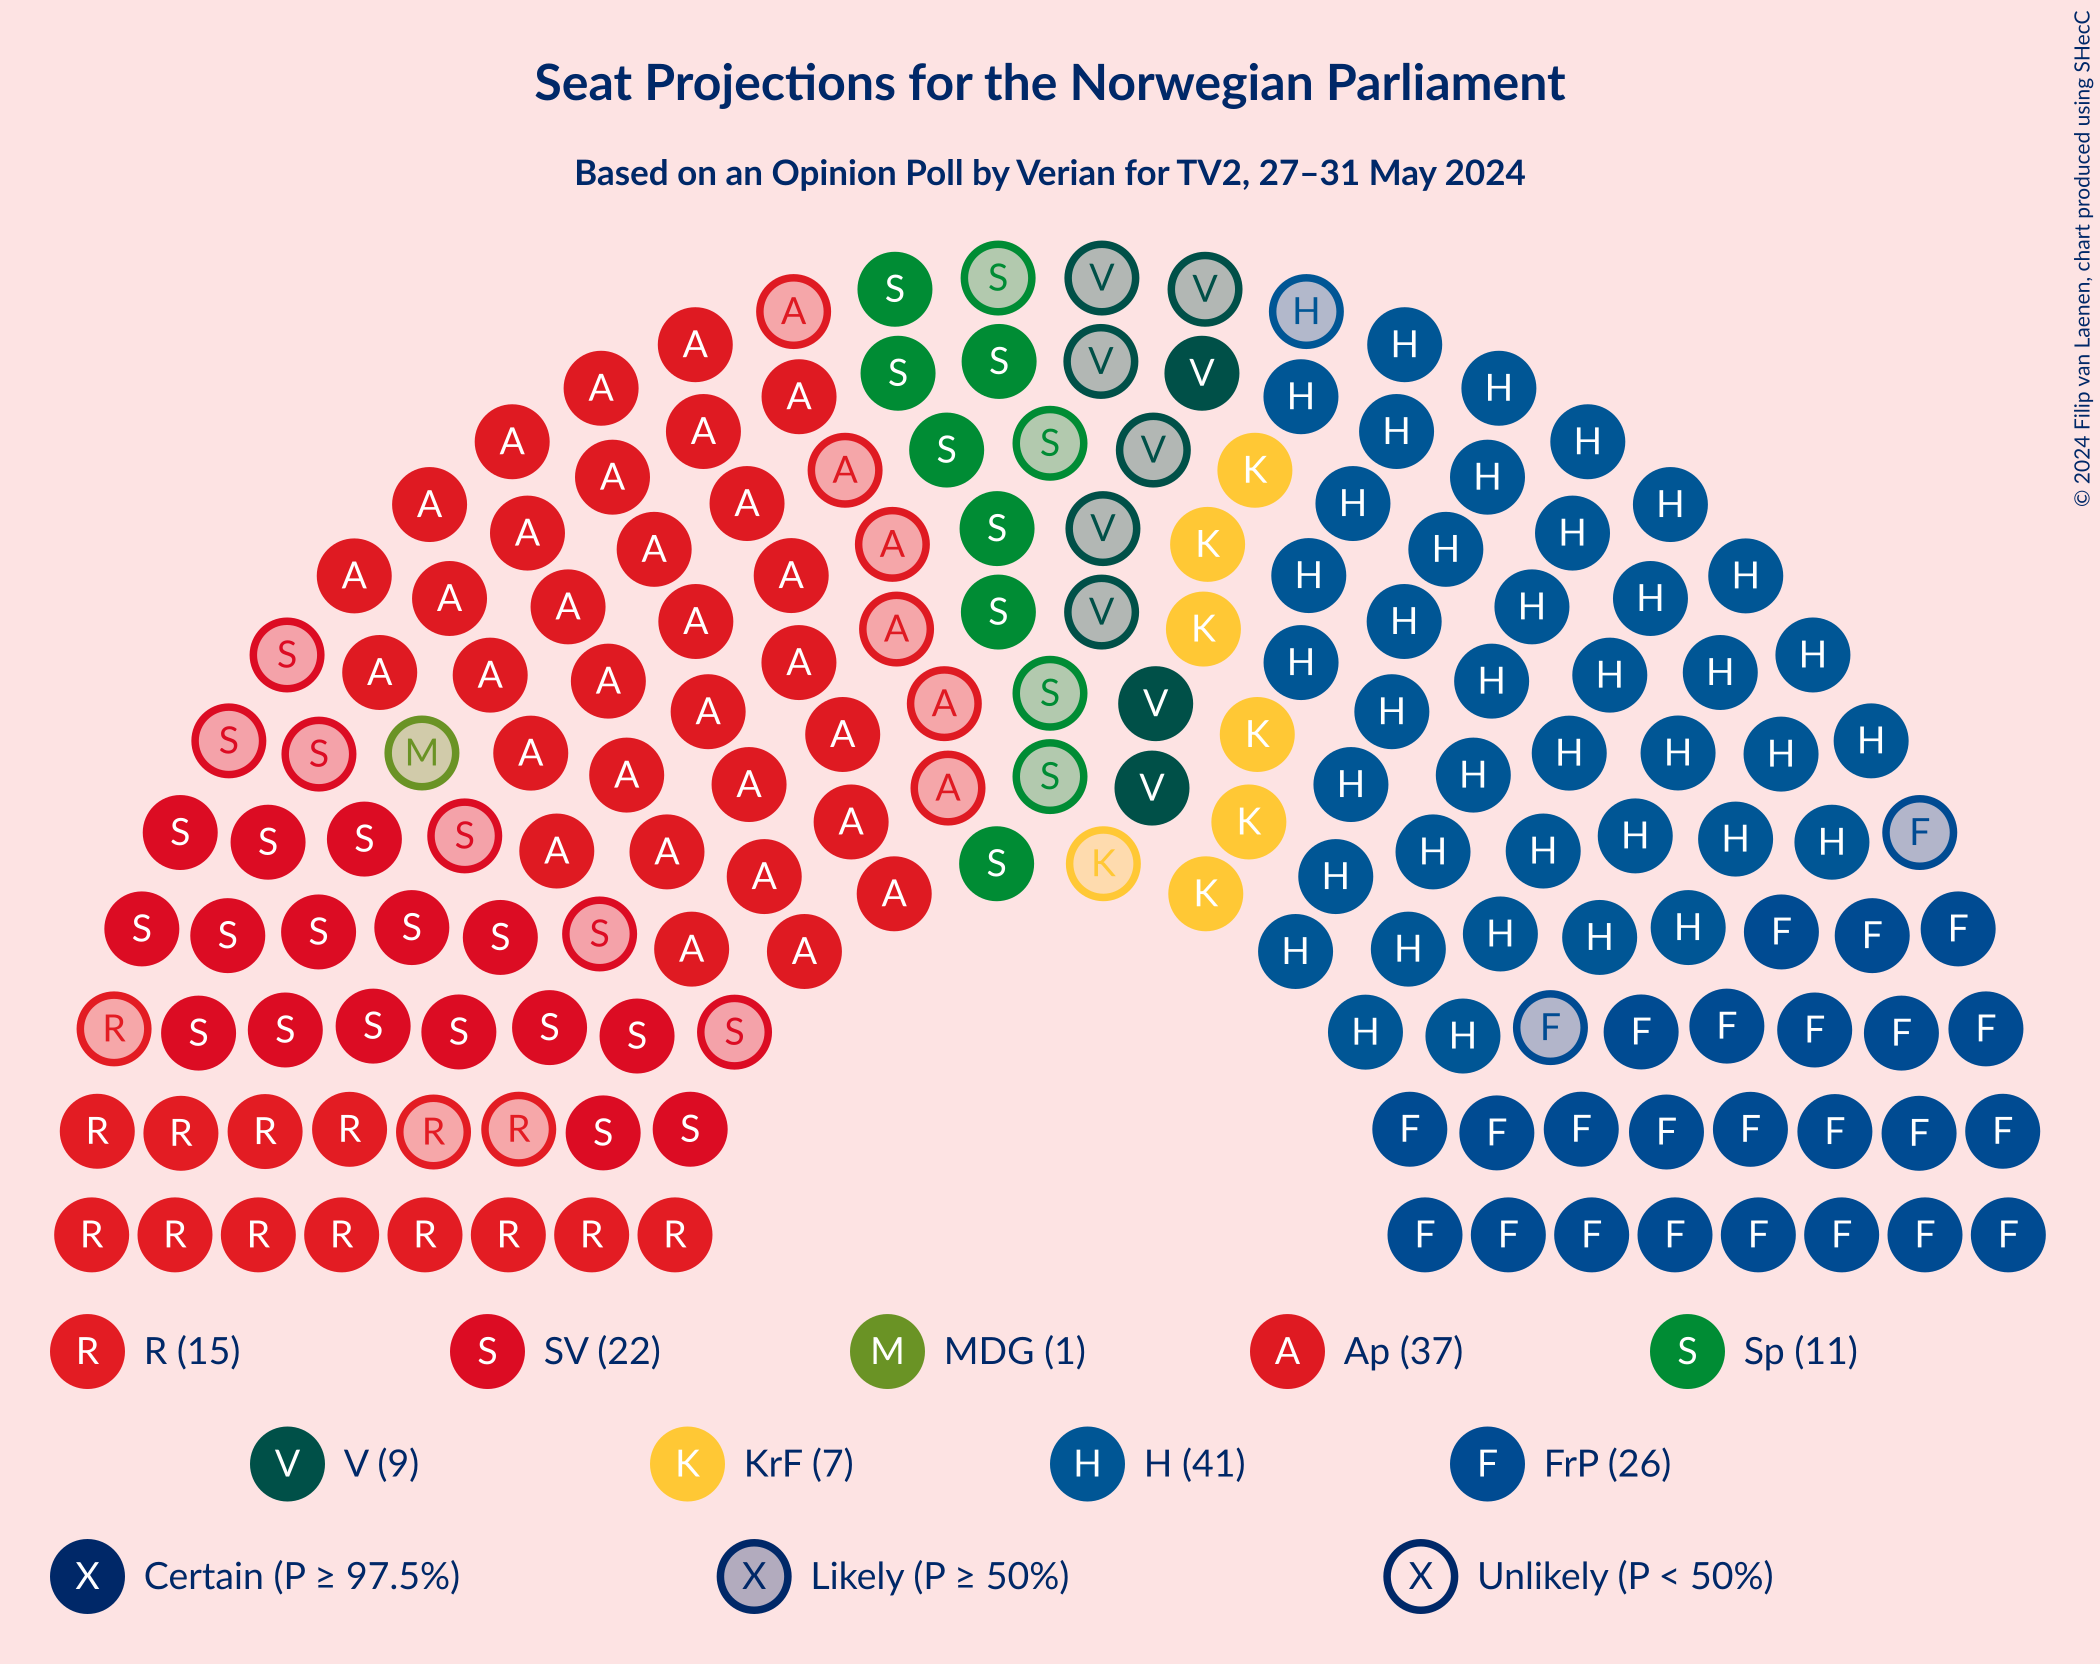 Seat Projections for the Norwegian Parliament
Based on an Opinion Poll by Verian for TV2, 27–31 May 2024
© 2024 Filip van Laenen, chart produced using SHecC
S S V V
A H
A S S V V H
A A H H
A A S S V K H H
A A A H H H
A A A S V K H H H
A A A A H H H H
A A A S V K H H H
S A A A A S V K H H H H H
S S M A A A A A S V K H H H H H H
S S S S A A A A S K K H H H H H H F
S S S S S S A A H H H H H F F F
R S S S S S S S H H F F F F F F
R R R R R R S S F F F F F F F F
R R R R R R R R F F F F F F F F
R R (15) S SV (22) M MDG (1) A Ap (37) S Sp (11)
V V (9) K KrF (7) H H (41) F FrP (26)
X Certain (P ≥ 97.5%) X Likely (P ≥ 50%) X Unlikely (P < 50%)